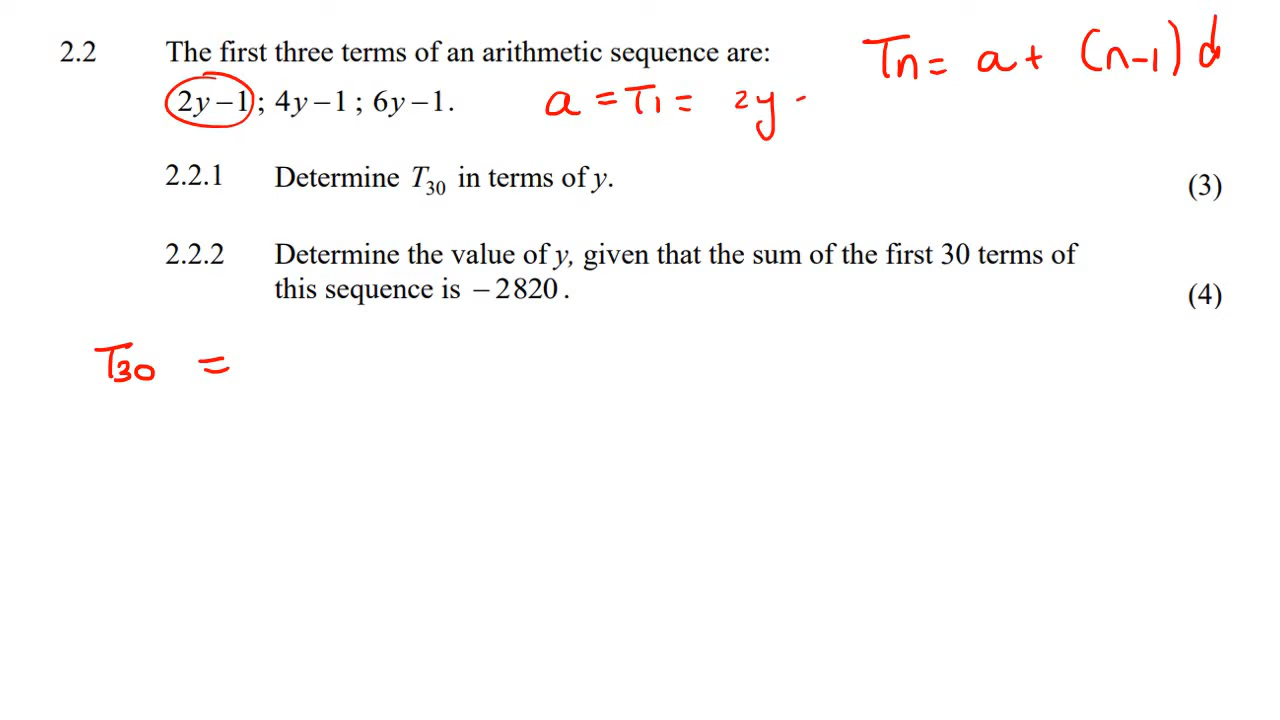 2.2 The first three terms of an arithmetic sequence are: Tn = a + (n-1) d
2y – 1 ; 4y – 1 ; 6y – 1. a = T1 = 2y -
2.2.1 Determine T30 in terms of y. (3)
2.2.2 Determine the value of y, given that the sum of the first 30 terms of
this sequence is – 2820 . (4)
T30 =